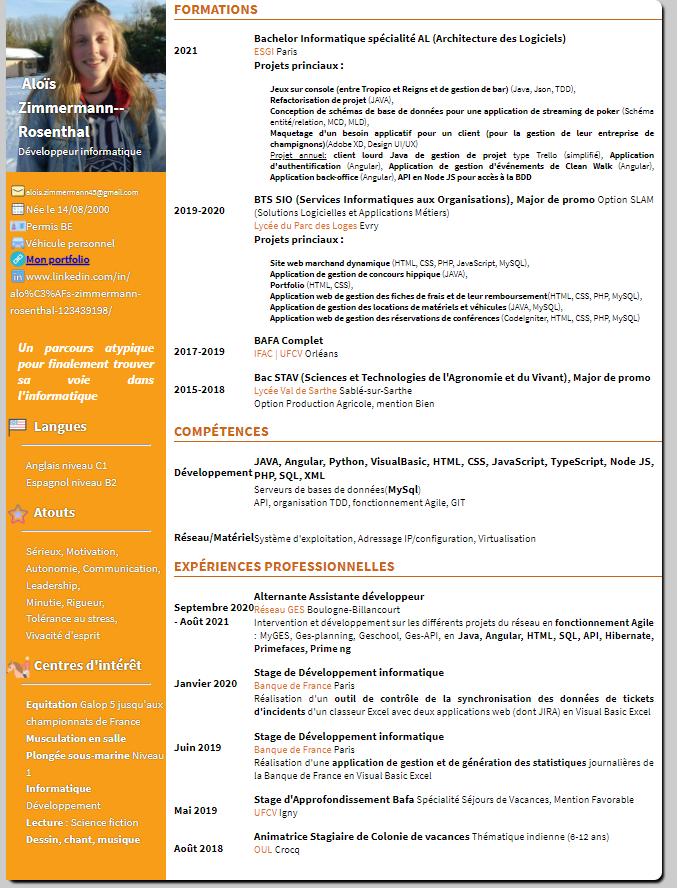 Aloïs
Zimmermann--
Rosenthal
Développeur informatique
alois.zimmermann45@gmail.com
Née le 14/08/2000
Permis BE
Véhicule personnel
Mon portfolio
www.linkedin.com/in/
alo%C3%AFs-zimmermann-
rosenthal-123439198/
Un parcours atypique
pour finalement trouver
sa voie dans
l'informatique
Langues
Anglais niveau C1
Espagnol niveau B2
Atouts
Sérieux, Motivation,
Autonomie, Communication,
Leadership,
Minutie, Rigueur,
Tolérance au stress,
Vivacité d'esprit
Centres d'intérêt
Equitation Galop 5 jusqu'aux
championnats de France
Musculation en salle
Plongée sous-marine Niveau
1
Informatique
Développement
Lecture : Science fiction
Dessin, chant, musique
FORMATIONS
2021
Bachelor Informatique spécialité AL (Architecture des Logiciels)
ESGI Paris
Projets princiaux :
Jeux sur console (entre Tropico et Reigns et de gestion de bar) (Java, Json, TDD),
Refactorisation de projet (JAVA),
Conception de schémas de base de données pour une application de streaming de poker (Schéma
entité/relation, MCD, MLD),
Maquetage d'un besoin applicatif pour un client (pour la gestion de leur entreprise de
champignons)(Adobe XD, Design UI/UX)
Projet annuel: client lourd Java de gestion de projet type Trello (simplifié), Application
d'authentification (Angular), Application de gestion d'événements de Clean Walk (Angular),
Application back-office (Angular), API en Node JS pour accès à la BDD
2019-2020
BTS SIO (Services Informatiques aux Organisations), Major de promo Option SLAM
(Solutions Logicielles et Applications Métiers)
Lycée du Parc des Loges Evry
Projets princiaux :
Site web marchand dynamique (HTML, CSS, PHP, JavaScript, MySQL),
Application de gestion de concours hippique (JAVA),
Portfolio (HTML, CSS),
Application web de gestion des fiches de frais et de leur remboursement(HTML, CSS, PHP, MySQL),
Application de gestion des locations de matériels et véhicules (JAVA, MySQL),
Application web de gestion des réservations de conférences (CodeIgniter, HTML, CSS, PHP, MySQL)
2017-2019
BAFA Complet
IFAC | UFCV Orléans
2015-2018
Bac STAV (Sciences et Technologies de l'Agronomie et du Vivant), Major de promo
Lycée Val de Sarthe Sablé-sur-Sarthe
Option Production Agricole, mention Bien
COMPÉTENCES
Développement
JAVA, Angular, Python, VisualBasic, HTML, CSS, JavaScript, TypeScript, Node JS,
PHP, SQL, XML
Serveurs de bases de données(MySql)
API, organisation TDD, fonctionnement Agile, GIT
Réseau/Matériel Système d'exploitation, Adressage IP/configuration, Virtualisation
EXPÉRIENCES PROFESSIONNELLES
Septembre 2020
- Août 2021
Alternante Assistante développeur
Réseau GES Boulogne-Billancourt
Intervention et développement sur les différents projets du réseau en fonctionnement Agile
: MyGES, Ges-planning, Geschool, Ges-API, en Java, Angular, HTML, SQL, API, Hibernate,
Primefaces, Prime ng
Janvier 2020
Stage de Développement informatique
Banque de France Paris
Réalisation d'un outil de contrôle de la synchronisation des données de tickets
d'incidents d'un classeur Excel avec deux applications web (dont JIRA) en Visual Basic Excel
Juin 2019
Stage de Développement informatique
Banque de France Paris
Réalisation d'une application de gestion et de génération des statistiques journalières de
la Banque de France en Visual Basic Excel
Mai 2019
Stage d'Approfondissement Bafa Spécialité Séjours de Vacances, Mention Favorable
UFCV Igny
Août 2018
Animatrice Stagiaire de Colonie de vacances Thématique indienne (6-12 ans)
OUL Crocq